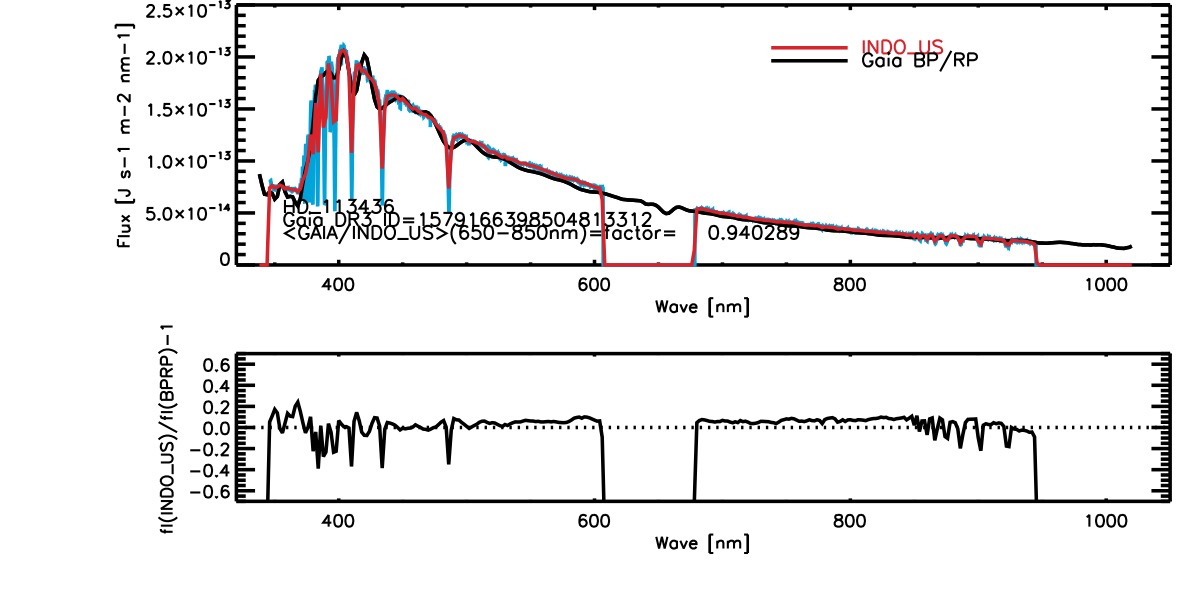 2.5×10−13
2.0×10−13
1.5×10−13
1.0×10−13
5.0×10−14
0
Flux [J s−1 m−2 nm−1]
INDO_US
Gaia BP/RP
HD_113436
Gaia DR3 ID=1579166398504813312
<GAIA/INDO_US>(650−850nm)=factor= 0.940289
400 600 800 1000
Wave [nm]
0.6
0.4
0.2
0.0
−0.2
−0.4
−0.6
fl(INDO_US)/fl(BPRP)−1
400 600 800 1000
Wave [nm]